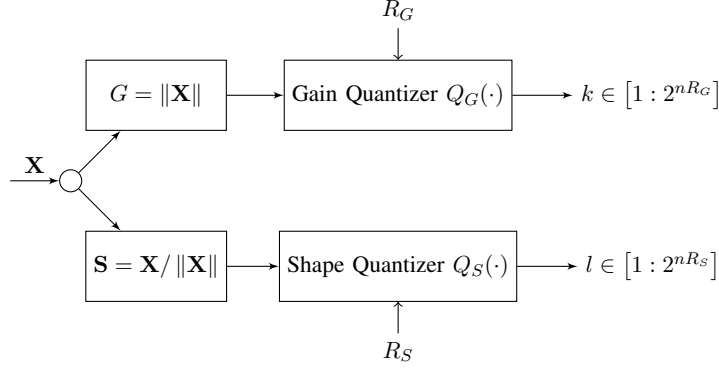 R_G
G = ‖X‖
Gain Quantizer Q_G(·)
k ∈ [1 : 2^{nR_G}]
X
S = X/ ‖X‖
Shape Quantizer Q_S(·)
l ∈ [1 : 2^{nR_S}]
R_S